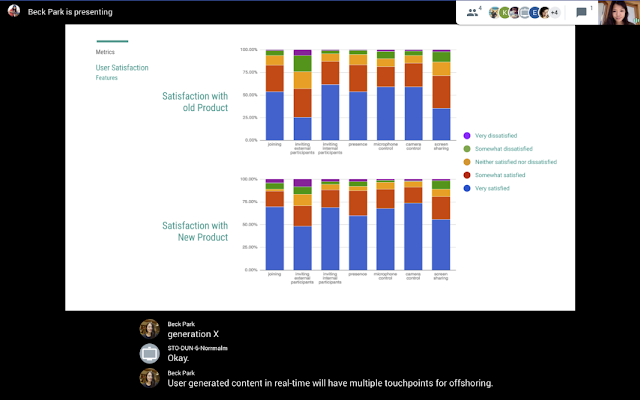 Beck Park is presenting
4
+4
1
Metrics
User Satisfaction
Features
Satisfaction with
old Product
100.00%
75.00%
50.00%
25.00%
0.00%
joining
inviting
external
participants
inviting
internal
participants
presence
microphone
control
camera
control
screen
sharing
Very dissatisfied
Somewhat dissatisfied
Neither satisfied nor dissatisfied
Somewhat satisfied
Very satisfied
Satisfaction with
New Product
100.00%
75.00%
50.00%
25.00%
0.00%
joining
inviting
external
participants
inviting
internal
participants
presence
microphone
control
camera
control
screen
sharing
Beck Park
generation X
STO-DUN-6-Norrmalm
Okay.
Beck Park
User generated content in real-time will have multiple touchpoints for offshoring.